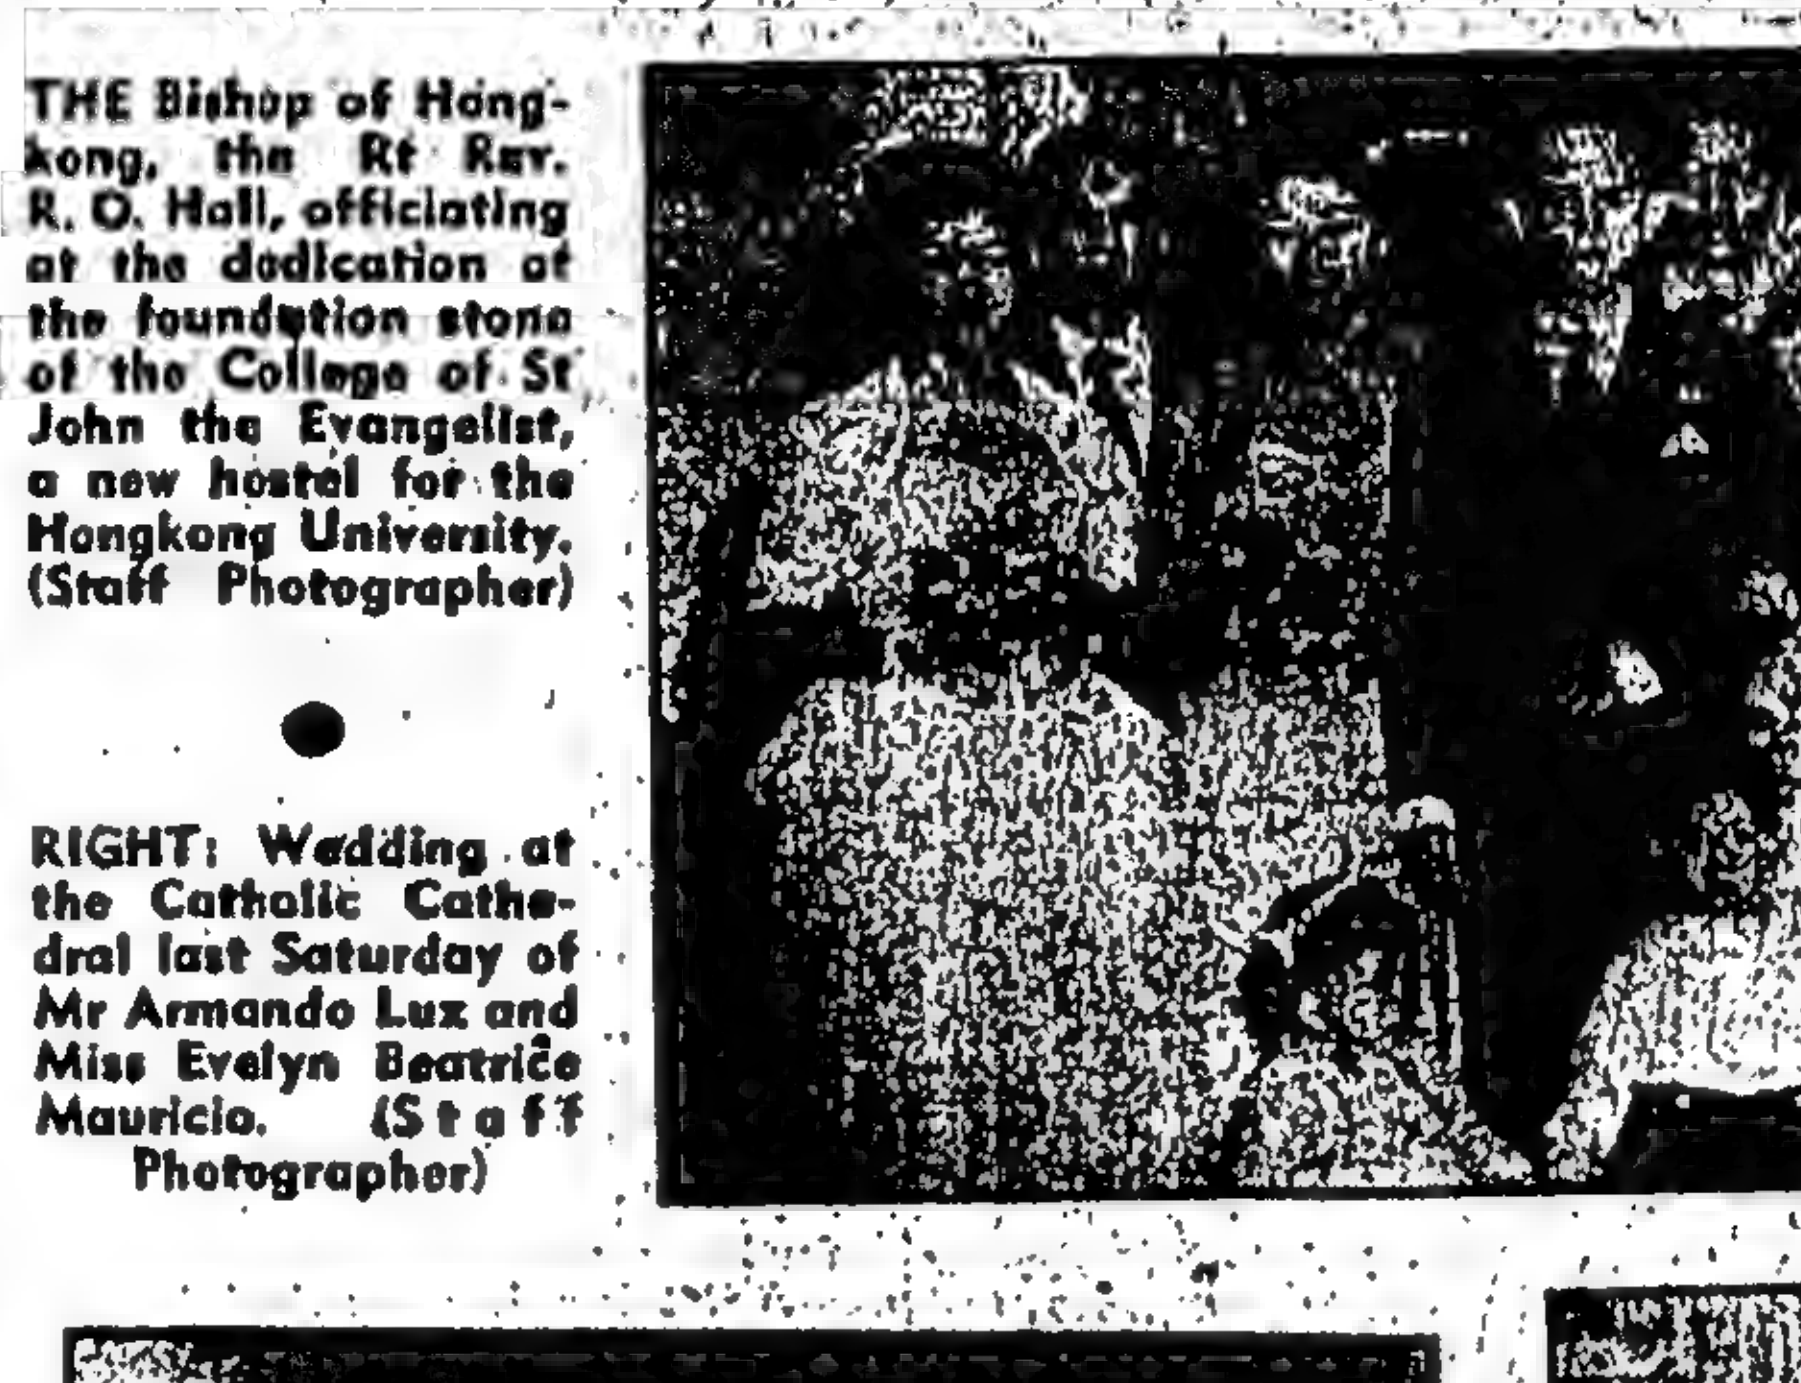 THE Bishop of Hong-
kong, the Rt Rev.
R. O. Hall, officiating
at the dedication of
the foundation stone
of the College of St
John the Evangelist,
a new hostel for the
Hongkong University.
(Staff Photographer)
RIGHT: Wedding at
the Catholic Cathe-
dral last Saturday of
Mr Armando Lux and
Miss Evelyn Beatrice
Mauricio. (Staff
Photographer)